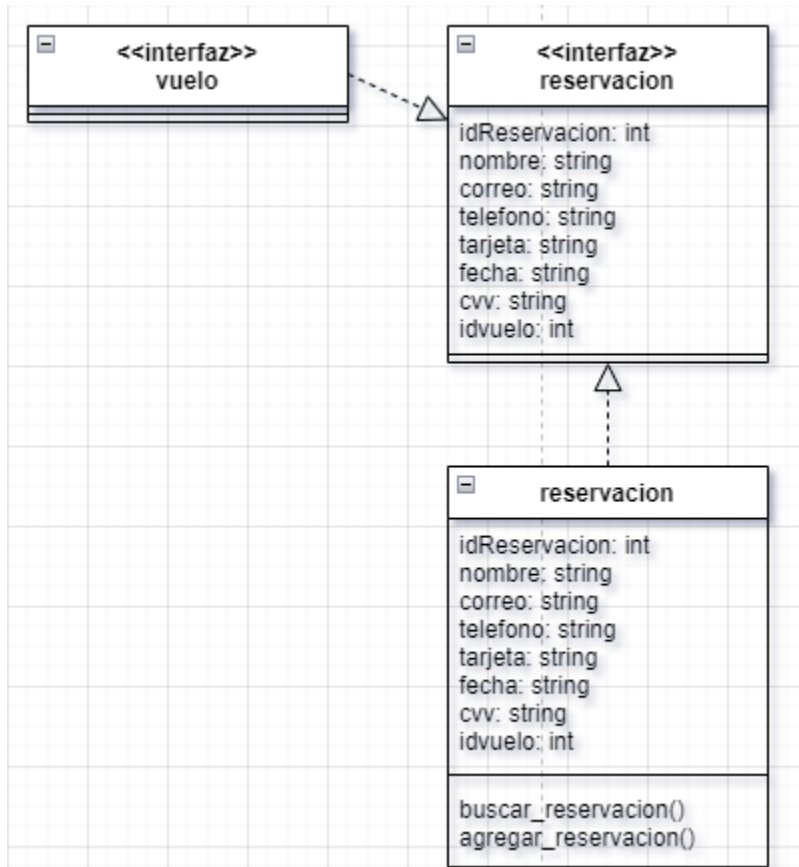 <<interfaz>>
vuelo
<<interfaz>>
reservacion
idReservacion: int
nombre: string
correo: string
telefono: string
tarjeta: string
fecha: string
cvv: string
idvuelo: int
reservacion
idReservacion: int
nombre: string
correo: string
telefono: string
tarjeta: string
fecha: string
cvv: string
idvuelo: int
buscar_reservacion()
agregar_reservacion()